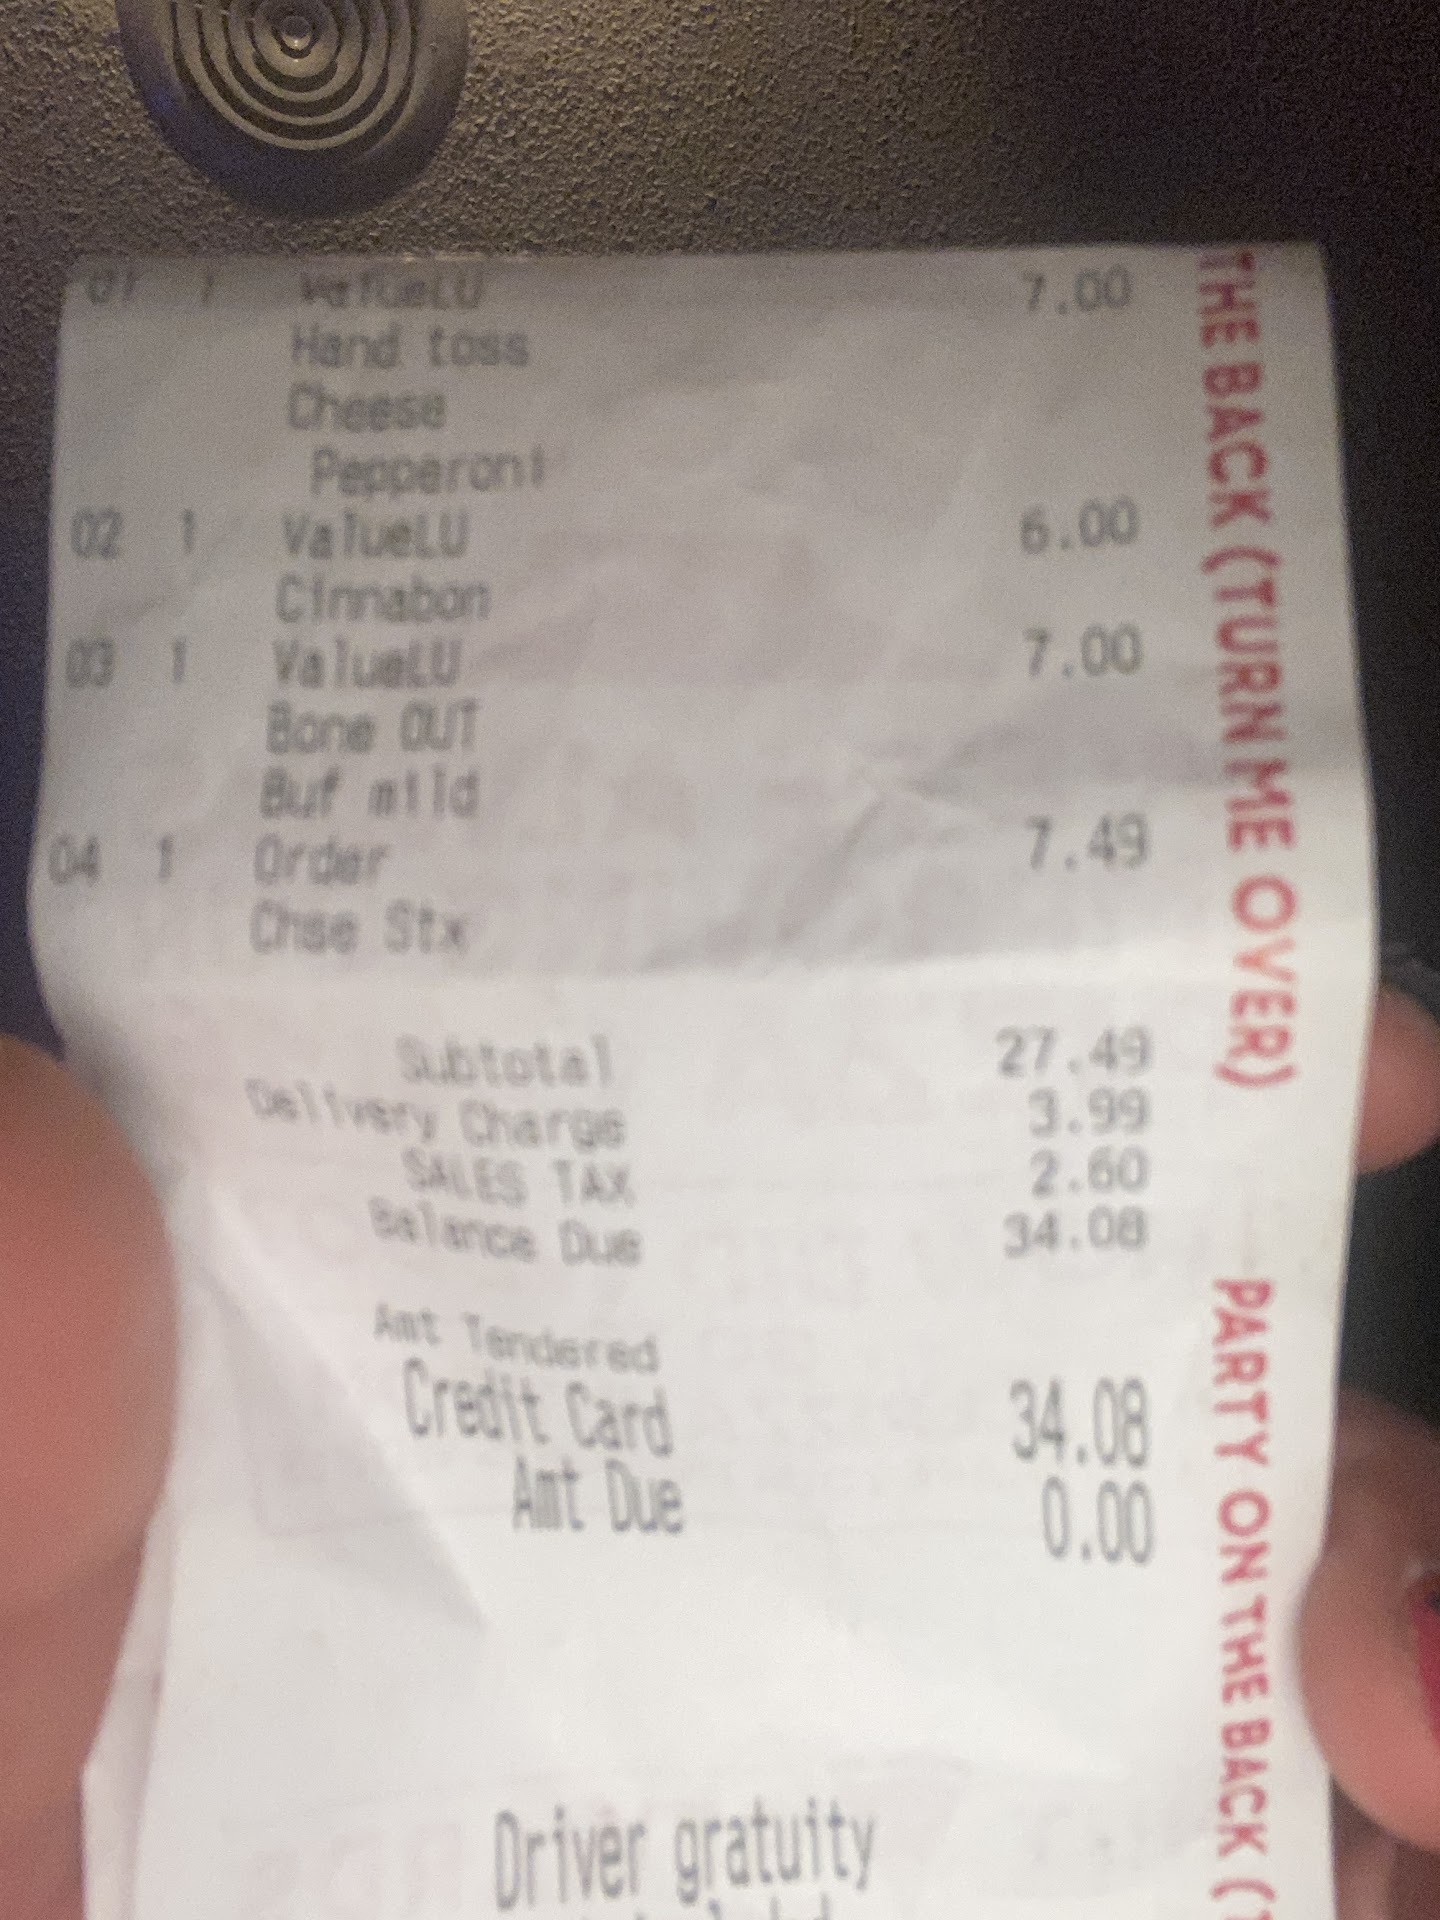 01 1 ValueLU 7.00
Hand toss
Cheese
Pepperoni
02 1 ValueLU 6.00
Cinnabon
03 1 ValueLU 7.00
Bone OUT
Buf mild
04 1 Order 7.49
Chse Stx
Subtotal 27.49
Delivery Charge 3.99
SALES TAX 2.60
Balance Due 34.08
Amt Tendered
Credit Card 34.08
Amt Due 0.00
Driver gratuity
THE BACK (TURN ME OVER)
PARTY ON THE BACK (